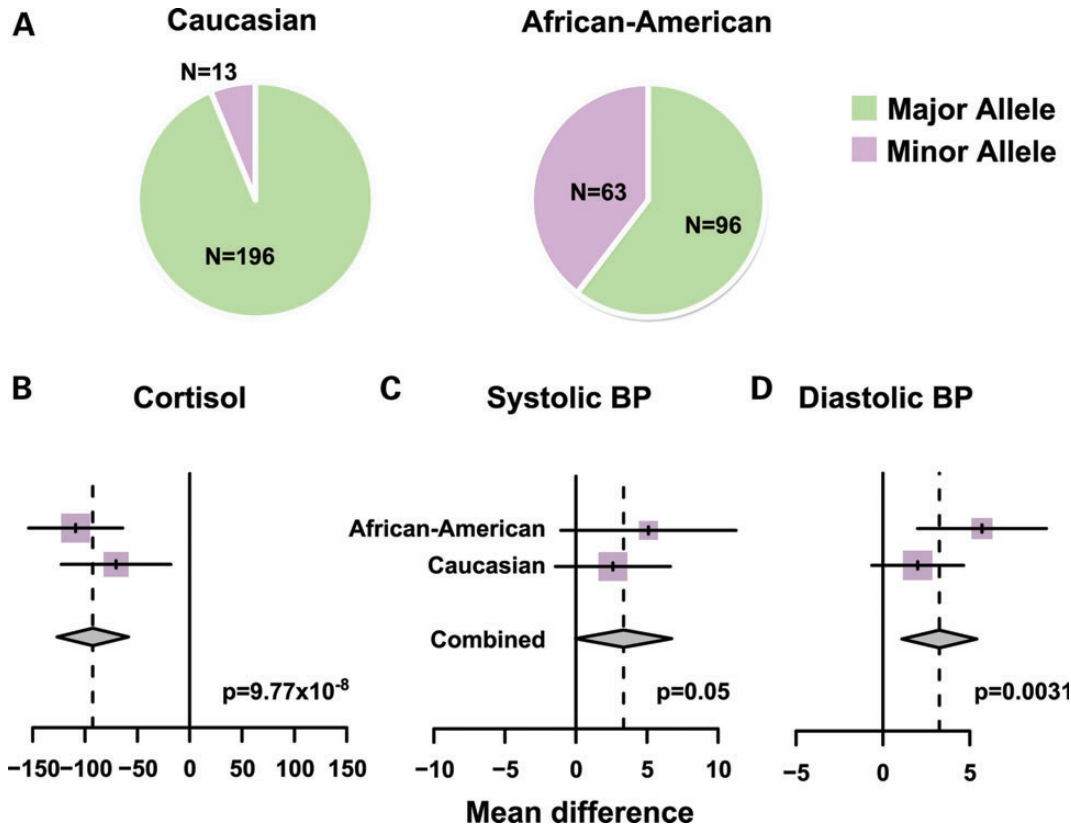 A
Caucasian
African-American
N=13
N=196
N=63
N=96
Major Allele
Minor Allele
B
Cortisol
p=9.77x10-8
−150 −100 −50 0 50 100 150
C
Systolic BP
African-American
Caucasian
Combined
p=0.05
−10 −5 0 5 10
D
Diastolic BP
p=0.0031
−5 0 5
Mean difference